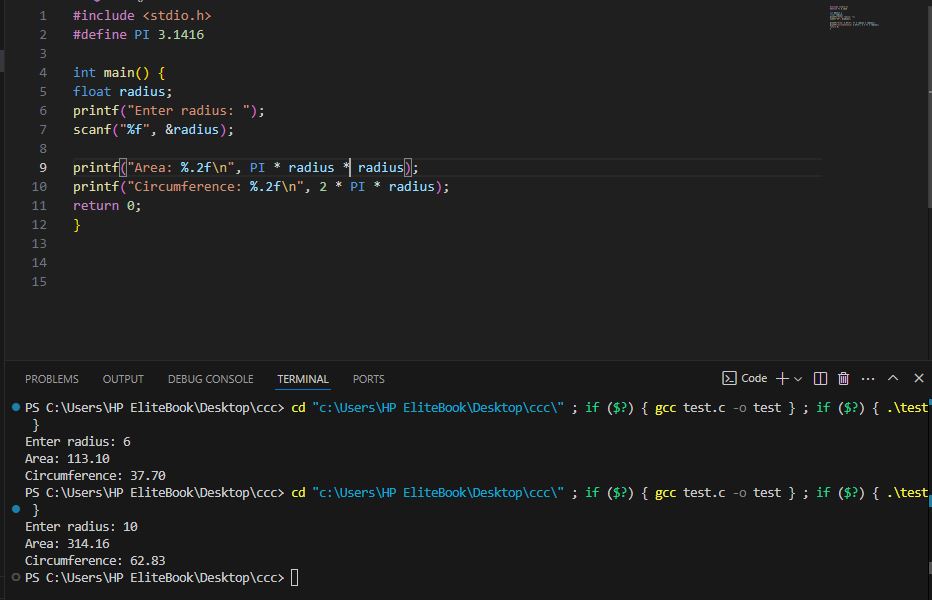 1 #include <stdio.h>
2 #define PI 3.1416
3
4 int main() {
5 float radius;
6 printf("Enter radius: ");
7 scanf("%f", &radius);
8
9 printf("Area: %.2f\n", PI * radius * radius);
10 printf("Circumference: %.2f\n", 2 * PI * radius);
11 return 0;
12 }
13
14
15
PROBLEMS OUTPUT DEBUG CONSOLE TERMINAL PORTS Code
PS C:\Users\HP EliteBook\Desktop\ccc> cd "c:\Users\HP EliteBook\Desktop\ccc\" ; if ($?) { gcc test.c -o test } ; if ($?) { .\test
}
Enter radius: 6
Area: 113.10
Circumference: 37.70
PS C:\Users\HP EliteBook\Desktop\ccc> cd "c:\Users\HP EliteBook\Desktop\ccc\" ; if ($?) { gcc test.c -o test } ; if ($?) { .\test
}
Enter radius: 10
Area: 314.16
Circumference: 62.83
PS C:\Users\HP EliteBook\Desktop\ccc>